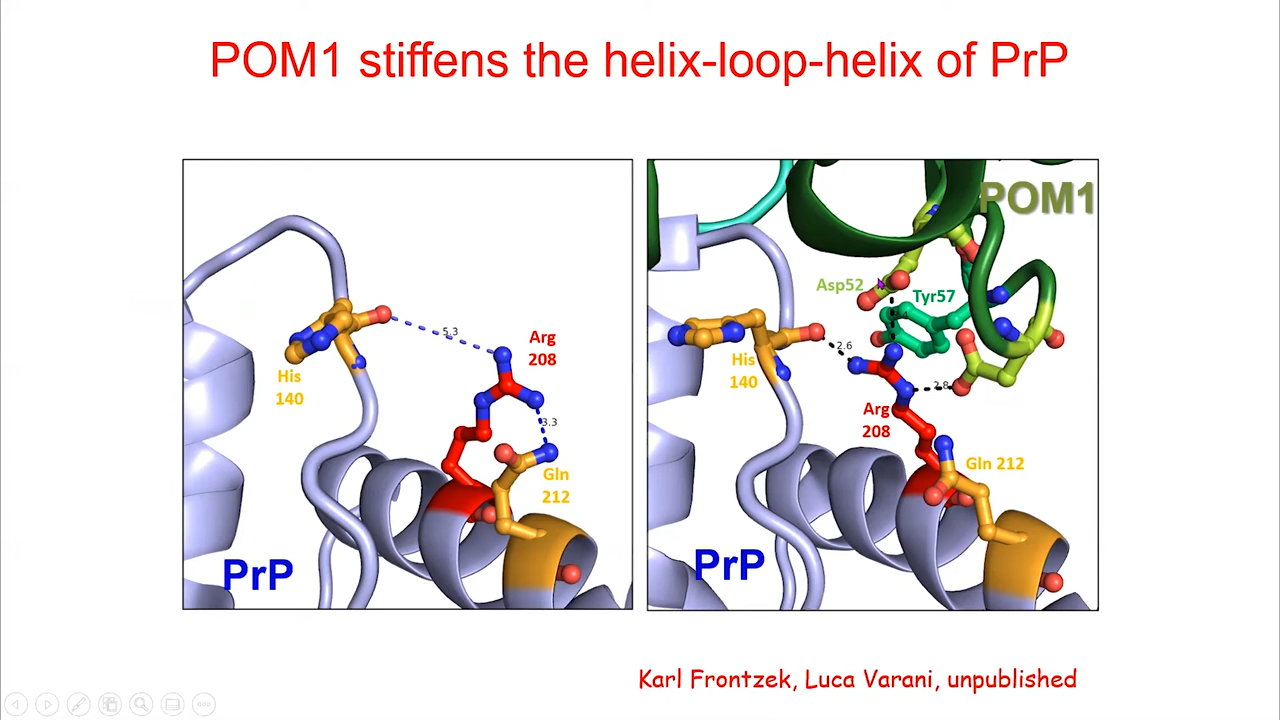 POM1 stiffens the helix-loop-helix of PrP
5.3
Arg
208
His
140
3.3
Gln
212
PrP
POM1
Asp52
Tyr57
2.6
His
140
2.8
Arg
208
Gln 212
PrP
Karl Frontzek, Luca Varani, unpublished